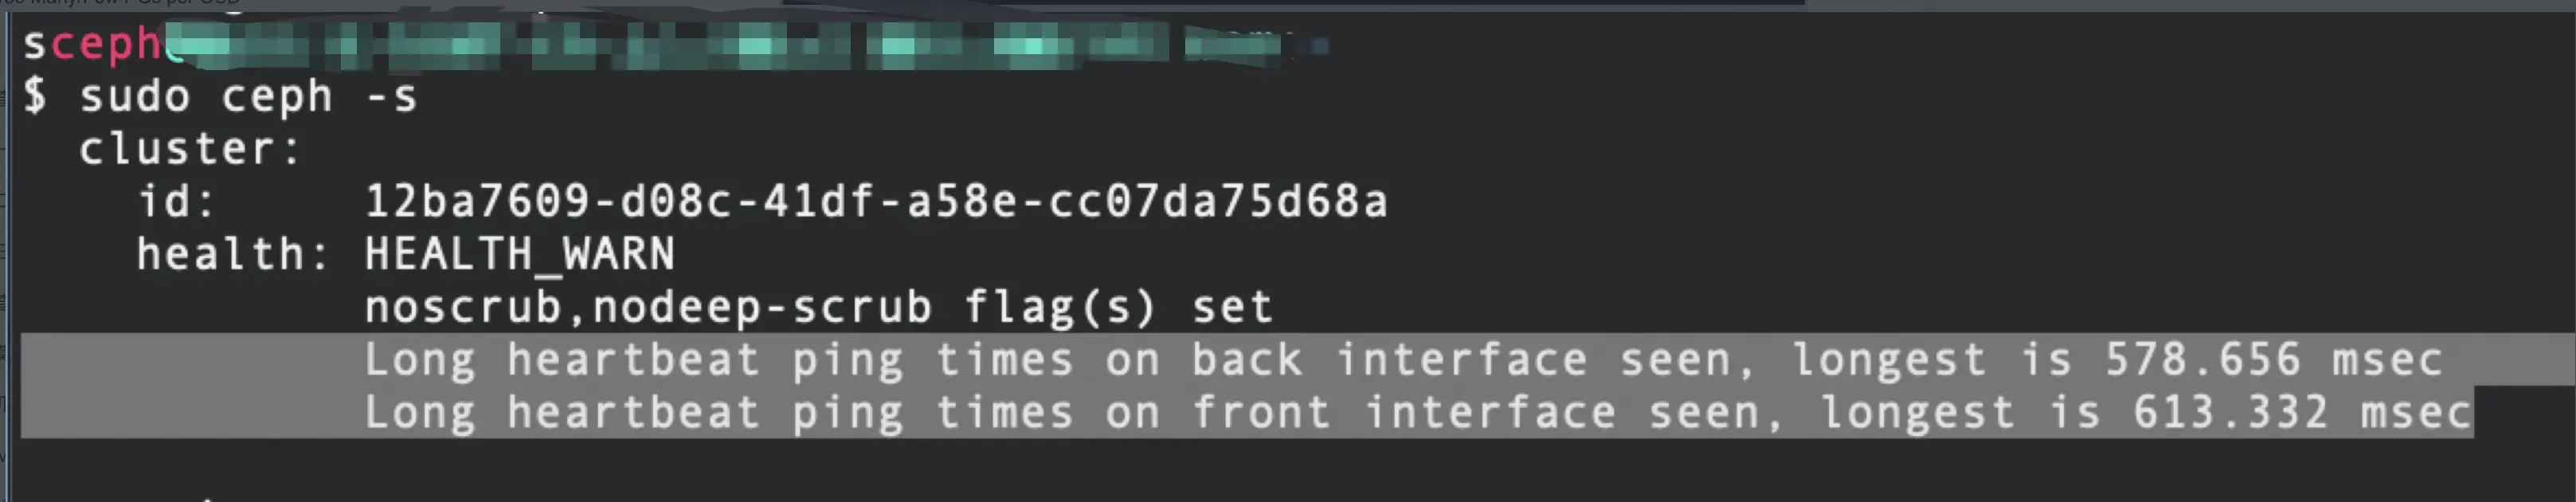 sceph@
$ sudo ceph -s
cluster:
id: 12ba7609-d08c-41df-a58e-cc07da75d68a
health: HEALTH_WARN
noscrub,nodeep-scrub flag(s) set
Long heartbeat ping times on back interface seen, longest is 578.656 msec
Long heartbeat ping times on front interface seen, longest is 613.332 msec